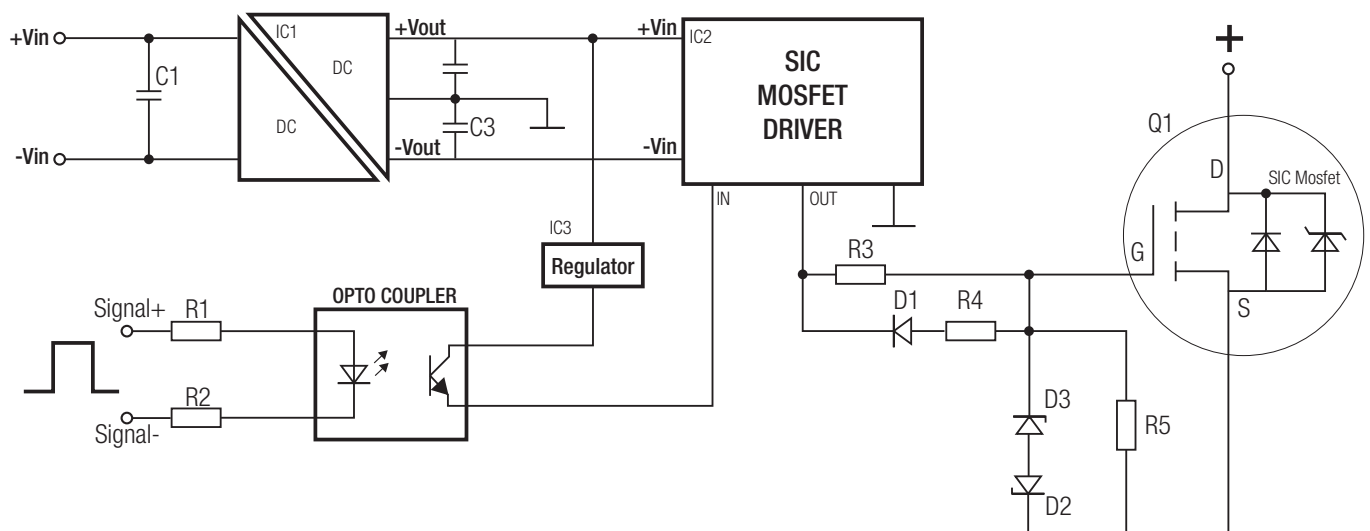 +Vin
C1
-Vin
IC1
DC
DC
+Vout
C3
-Vout
+Vin
IC2
-Vin
SIC
MOSFET
DRIVER
IN
OUT
IC3
Regulator
Signal+
R1
R2
Signal-
OPTO COUPLER
R3
D1
R4
D3
D2
R5
+
Q1
D
SIC Mosfet
G
S